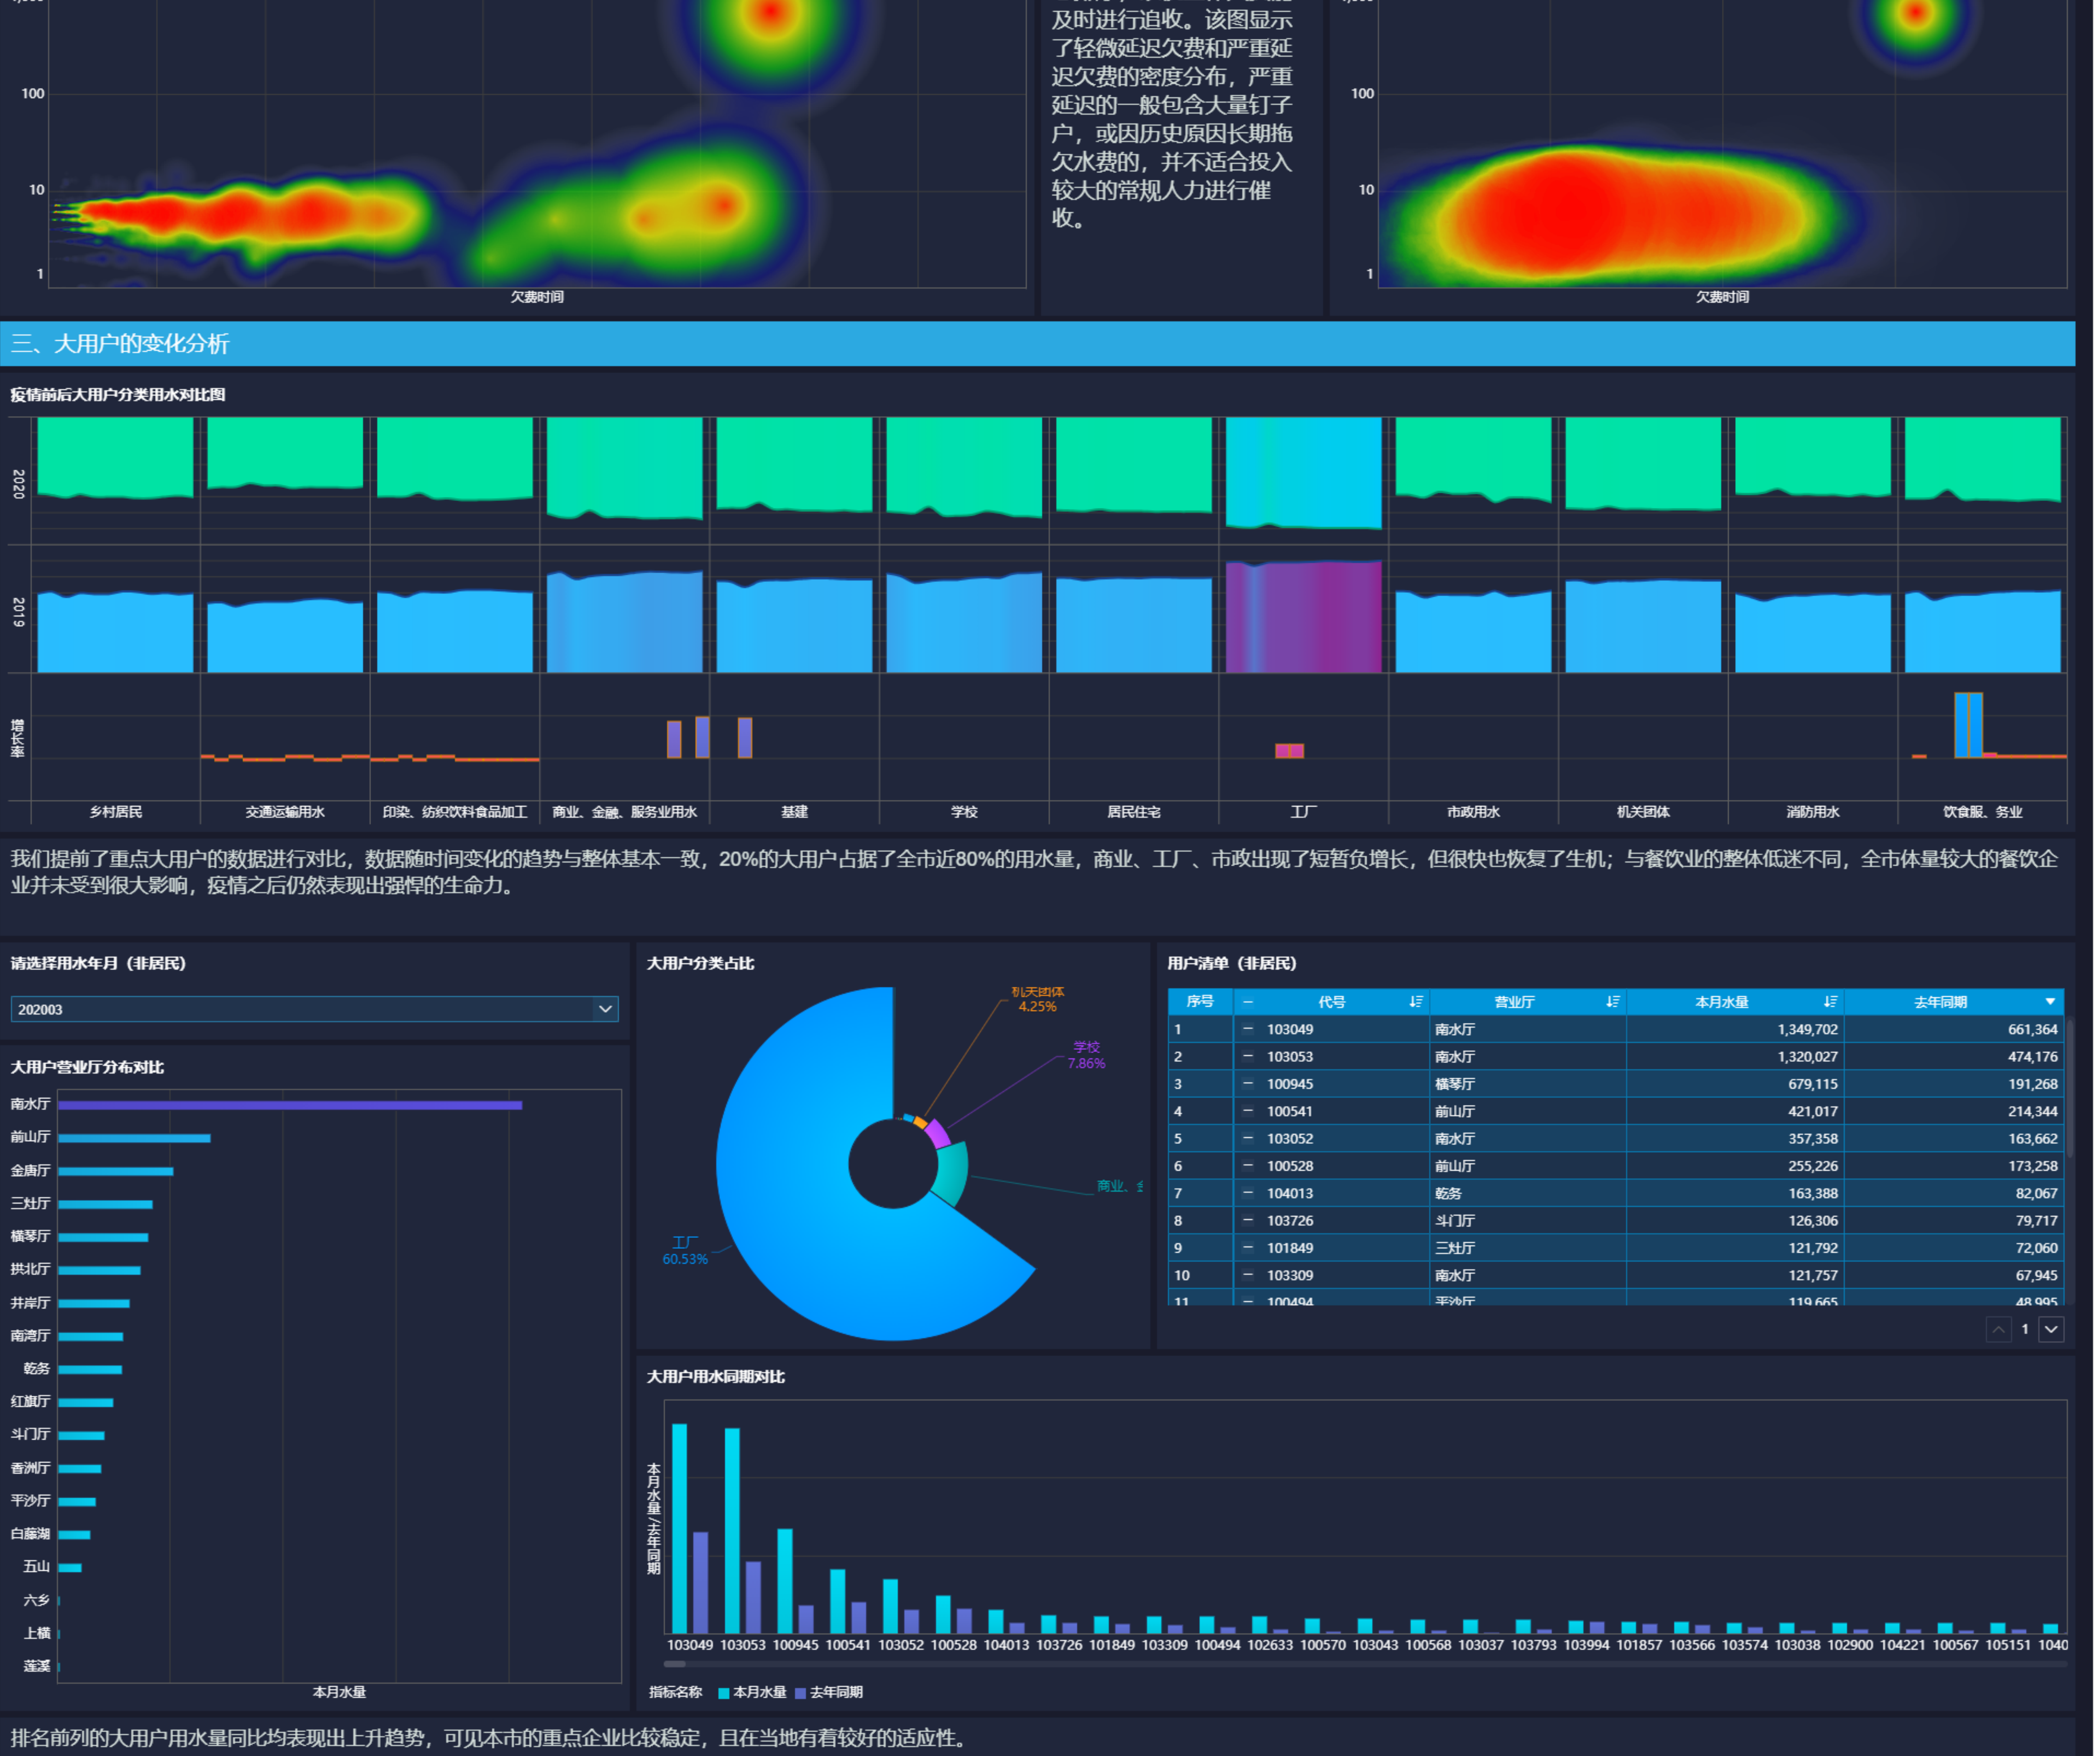 100
10
1
欠费时间
及时进行追收。该图显示
了轻微延迟欠费和严重延
迟欠费的密度分布，严重
延迟的一般包含大量钉子
户，或因历史原因长期拖
欠水费的，并不适合投入
较大的常规人力进行催
收。
100
10
1
欠费时间
三、大用户的变化分析
疫情前后大用户分类用水对比图
2020
2019
增长率
乡村居民 交通运输用水 印染、纺织饮料食品加工 商业、金融、服务业用水 基建 学校 居民住宅 工厂 市政用水 机关团体 消防用水 饮食服、务业
我们提前了重点大用户的数据进行对比，数据随时间变化的趋势与整体基本一致，20%的大用户占据了全市近80%的用水量，商业、工厂、市政出现了短暂负增长，但很快也恢复了生机；与餐饮业的整体低迷不同，全市体量较大的餐饮企
业并未受到很大影响，疫情之后仍然表现出强悍的生命力。
请选择用水年月（非居民）
202003
大用户营业厅分布对比
南水厅
前山厅
金唐厅
三灶厅
横琴厅
拱北厅
井岸厅
南湾厅
乾务
红旗厅
斗门厅
香洲厅
平沙厅
白藤湖
五山
六乡
上横
莲溪
本月水量
大用户分类占比
机关团体
4.25%
学校
7.86%
商业、
工厂
60.53%
用户清单（非居民）
序号 代号 营业厅 本月水量 去年同期
1 103049 南水厅 1,349,702 661,364
2 103053 南水厅 1,320,027 474,176
3 100945 横琴厅 679,115 191,268
4 100541 前山厅 421,017 214,344
5 103052 南水厅 357,358 163,662
6 100528 前山厅 255,226 173,258
7 104013 乾务 163,388 82,067
8 103726 斗门厅 126,306 79,717
9 101849 三灶厅 121,792 72,060
10 103309 南水厅 121,757 67,945
11 100494 平沙厅 119,665 48,995
1
大用户用水同期对比
本月水量/去年同期
103049 103053 100945 100541 103052 100528 104013 103726 101849 103309 100494 102633 100570 103043 100568 103037 103793 103994 101857 103566 103574 103038 102900 104221 100567 105151 1040
指标名称 本月水量 去年同期
排名前列的大用户用水量同比均表现出上升趋势，可见本市的重点企业比较稳定，且在当地有着较好的适应性。